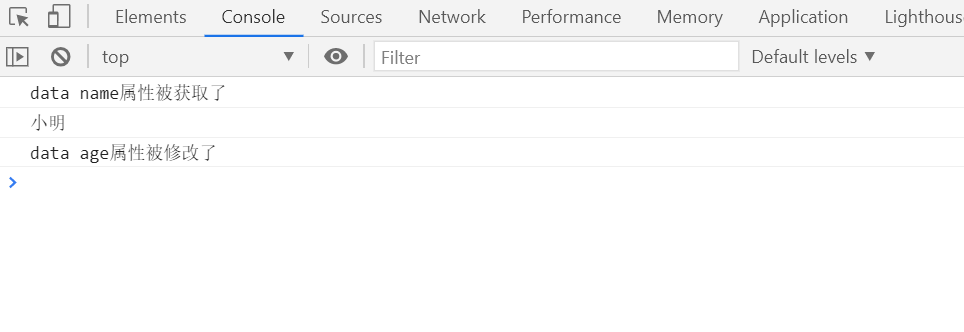 Elements Console Sources Network Performance Memory Application Lighthous
top Filter Default levels
data name属性被获取了
小明
data age属性被修改了